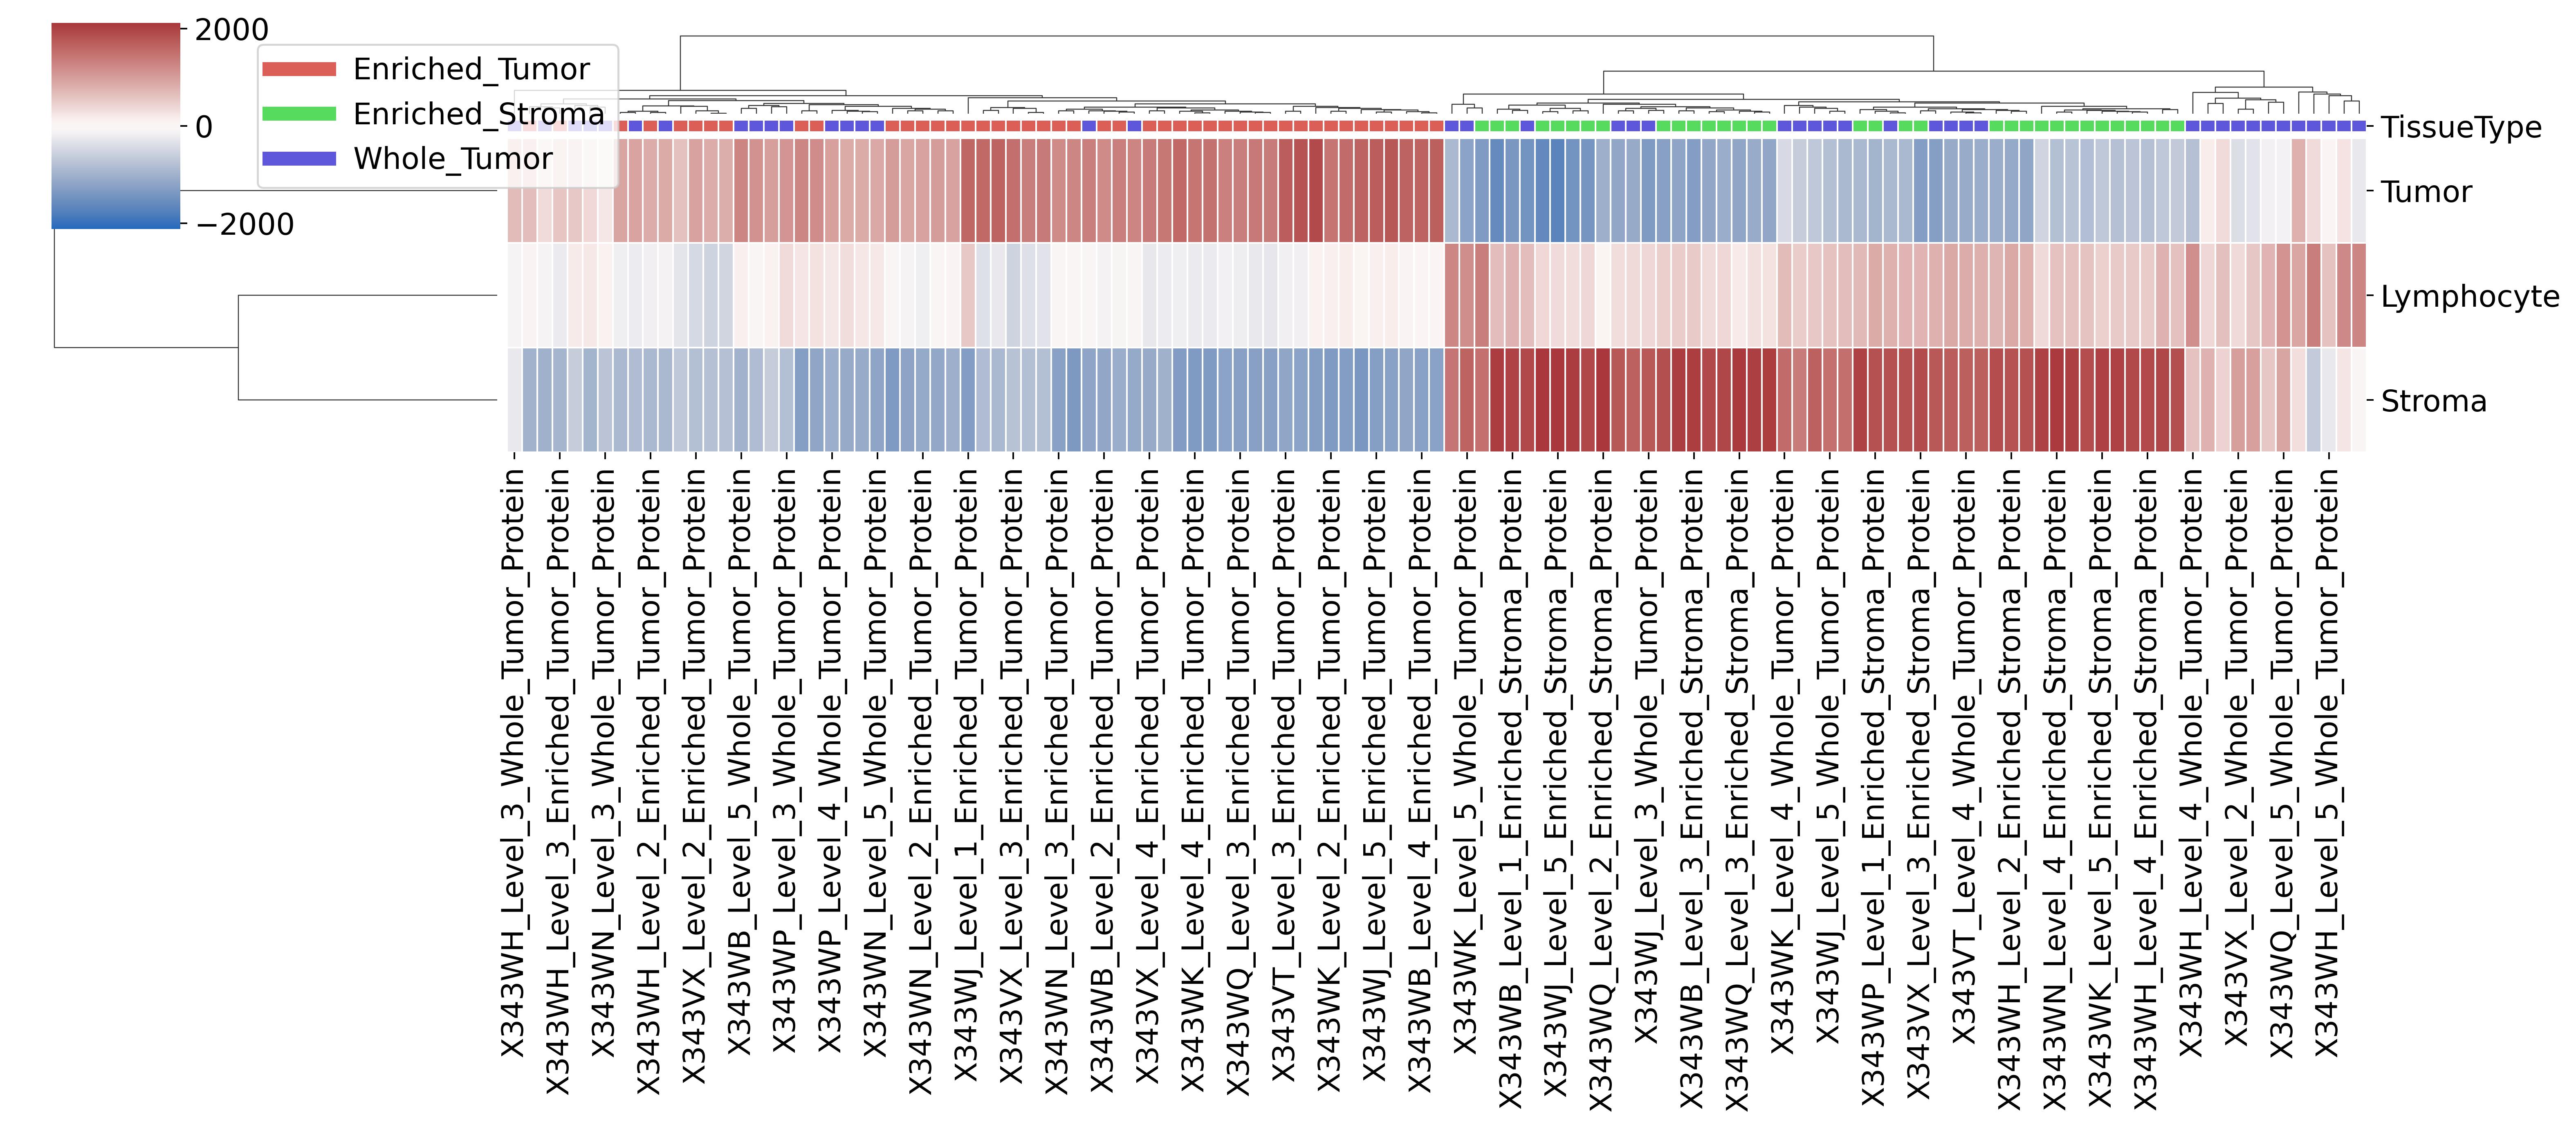 2000
0
−2000
Enriched_Tumor
Enriched_Stroma
Whole_Tumor
TissueType
Tumor
Lymphocyte
Stroma
X343WH_Level_3_Whole_Tumor_Protein
X343WH_Level_3_Enriched_Tumor_Protein
X343WN_Level_3_Whole_Tumor_Protein
X343WH_Level_2_Enriched_Tumor_Protein
X343VX_Level_2_Enriched_Tumor_Protein
X343WB_Level_5_Whole_Tumor_Protein
X343WP_Level_3_Whole_Tumor_Protein
X343WP_Level_4_Whole_Tumor_Protein
X343WN_Level_5_Whole_Tumor_Protein
X343WN_Level_2_Enriched_Tumor_Protein
X343WJ_Level_1_Enriched_Tumor_Protein
X343VX_Level_3_Enriched_Tumor_Protein
X343WN_Level_3_Enriched_Tumor_Protein
X343WB_Level_2_Enriched_Tumor_Protein
X343VX_Level_4_Enriched_Tumor_Protein
X343WK_Level_4_Enriched_Tumor_Protein
X343WQ_Level_3_Enriched_Tumor_Protein
X343VT_Level_3_Enriched_Tumor_Protein
X343WK_Level_2_Enriched_Tumor_Protein
X343WJ_Level_5_Enriched_Tumor_Protein
X343WB_Level_4_Enriched_Tumor_Protein
X343WK_Level_5_Whole_Tumor_Protein
X343WB_Level_1_Enriched_Stroma_Protein
X343WJ_Level_5_Enriched_Stroma_Protein
X343WQ_Level_2_Enriched_Stroma_Protein
X343WJ_Level_3_Whole_Tumor_Protein
X343WB_Level_3_Enriched_Stroma_Protein
X343WQ_Level_3_Enriched_Stroma_Protein
X343WK_Level_4_Whole_Tumor_Protein
X343WJ_Level_5_Whole_Tumor_Protein
X343WP_Level_1_Enriched_Stroma_Protein
X343VX_Level_3_Enriched_Stroma_Protein
X343VT_Level_4_Whole_Tumor_Protein
X343WH_Level_2_Enriched_Stroma_Protein
X343WN_Level_4_Enriched_Stroma_Protein
X343WK_Level_5_Enriched_Stroma_Protein
X343WH_Level_4_Enriched_Stroma_Protein
X343WH_Level_4_Whole_Tumor_Protein
X343VX_Level_2_Whole_Tumor_Protein
X343WQ_Level_5_Whole_Tumor_Protein
X343WH_Level_5_Whole_Tumor_Protein